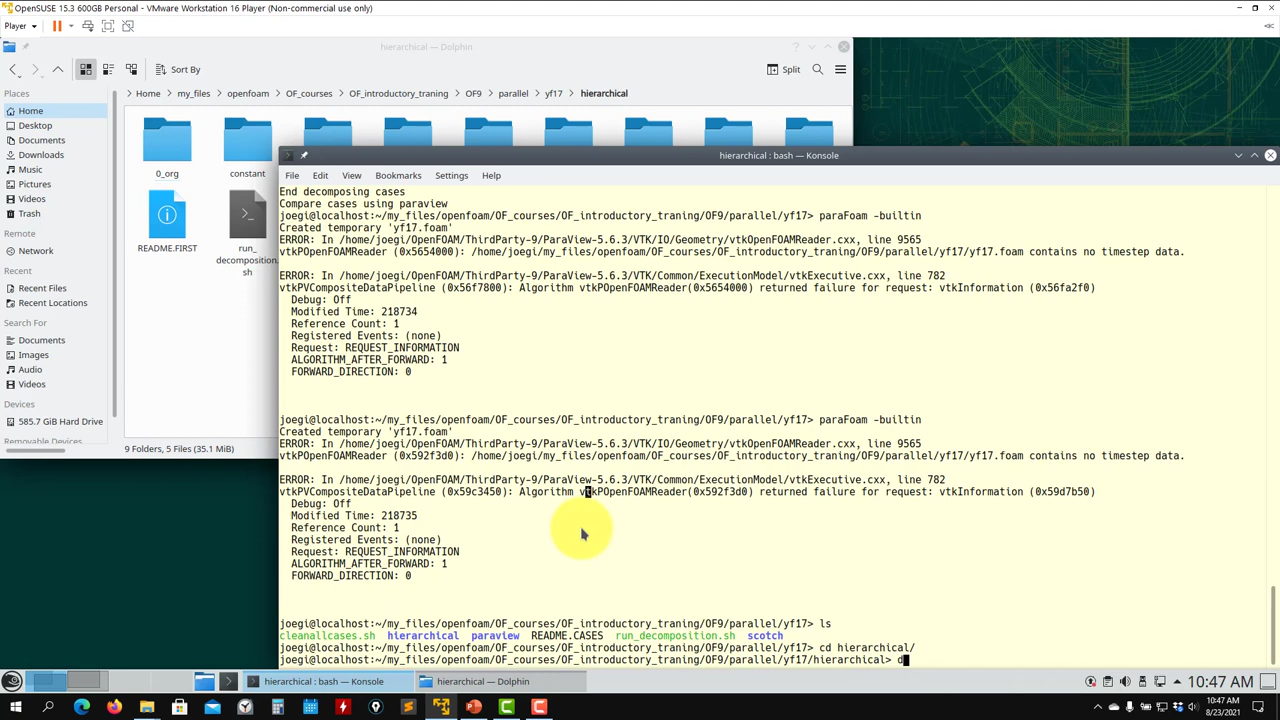 OpenSUSE 15.3 600GB Personal - VMware Workstation 16 Player (Non-commercial use only)
Player
hierarchical — Dolphin
Sort By
Split
Places
Home
Desktop
Documents
Downloads
Music
Pictures
Videos
Trash
Remote
Network
Recent
Recent Files
Recent Locations
Search For
Documents
Images
Audio
Videos
Devices
585.7 GiB Hard Drive
Removable Devices
Home > my_files > openfoam > OF_courses > OF_introductory_traning > OF9 > parallel > yf17 > hierarchical
0_org
constant
README.FIRST
run_
decomposition.
sh
9 Folders, 5 Files (35.1 MiB)
hierarchical : bash — Konsole
File Edit View Bookmarks Settings Help
End decomposing cases
Compare cases using paraview
joegi@localhost:~/my_files/openfoam/OF_courses/OF_introductory_traning/OF9/parallel/yf17> paraFoam -builtin
Created temporary 'yf17.foam'
ERROR: In /home/joegi/OpenFOAM/ThirdParty-9/ParaView-5.6.3/VTK/IO/Geometry/vtkOpenFOAMReader.cxx, line 9565
vtkPOpenFOAMReader (0x5654000): /home/joegi/my_files/openfoam/OF_courses/OF_introductory_traning/OF9/parallel/yf17/yf17.foam contains no timestep data.
ERROR: In /home/joegi/OpenFOAM/ThirdParty-9/ParaView-5.6.3/VTK/Common/ExecutionModel/vtkExecutive.cxx, line 782
vtkPVCompositeDataPipeline (0x56f7800): Algorithm vtkPOpenFOAMReader(0x5654000) returned failure for request: vtkInformation (0x56fa2f0)
Debug: Off
Modified Time: 218734
Reference Count: 1
Registered Events: (none)
Request: REQUEST_INFORMATION
ALGORITHM_AFTER_FORWARD: 1
FORWARD_DIRECTION: 0
joegi@localhost:~/my_files/openfoam/OF_courses/OF_introductory_traning/OF9/parallel/yf17> paraFoam -builtin
Created temporary 'yf17.foam'
ERROR: In /home/joegi/OpenFOAM/ThirdParty-9/ParaView-5.6.3/VTK/IO/Geometry/vtkOpenFOAMReader.cxx, line 9565
vtkPOpenFOAMReader (0x592f3d0): /home/joegi/my_files/openfoam/OF_courses/OF_introductory_traning/OF9/parallel/yf17/yf17.foam contains no timestep data.
ERROR: In /home/joegi/OpenFOAM/ThirdParty-9/ParaView-5.6.3/VTK/Common/ExecutionModel/vtkExecutive.cxx, line 782
vtkPVCompositeDataPipeline (0x59c3450): Algorithm vtkPOpenFOAMReader(0x592f3d0) returned failure for request: vtkInformation (0x59d7b50)
Debug: Off
Modified Time: 218735
Reference Count: 1
Registered Events: (none)
Request: REQUEST_INFORMATION
ALGORITHM_AFTER_FORWARD: 1
FORWARD_DIRECTION: 0
joegi@localhost:~/my_files/openfoam/OF_courses/OF_introductory_traning/OF9/parallel/yf17> ls
cleanallcases.sh hierarchical paraview README.CASES run_decomposition.sh scotch
joegi@localhost:~/my_files/openfoam/OF_courses/OF_introductory_traning/OF9/parallel/yf17> cd hierarchical/
joegi@localhost:~/my_files/openfoam/OF_courses/OF_introductory_traning/OF9/parallel/yf17/hierarchical> d
hierarchical : bash — Konsole
hierarchical — Dolphin
10:47 AM
10:47 AM
8/23/2021